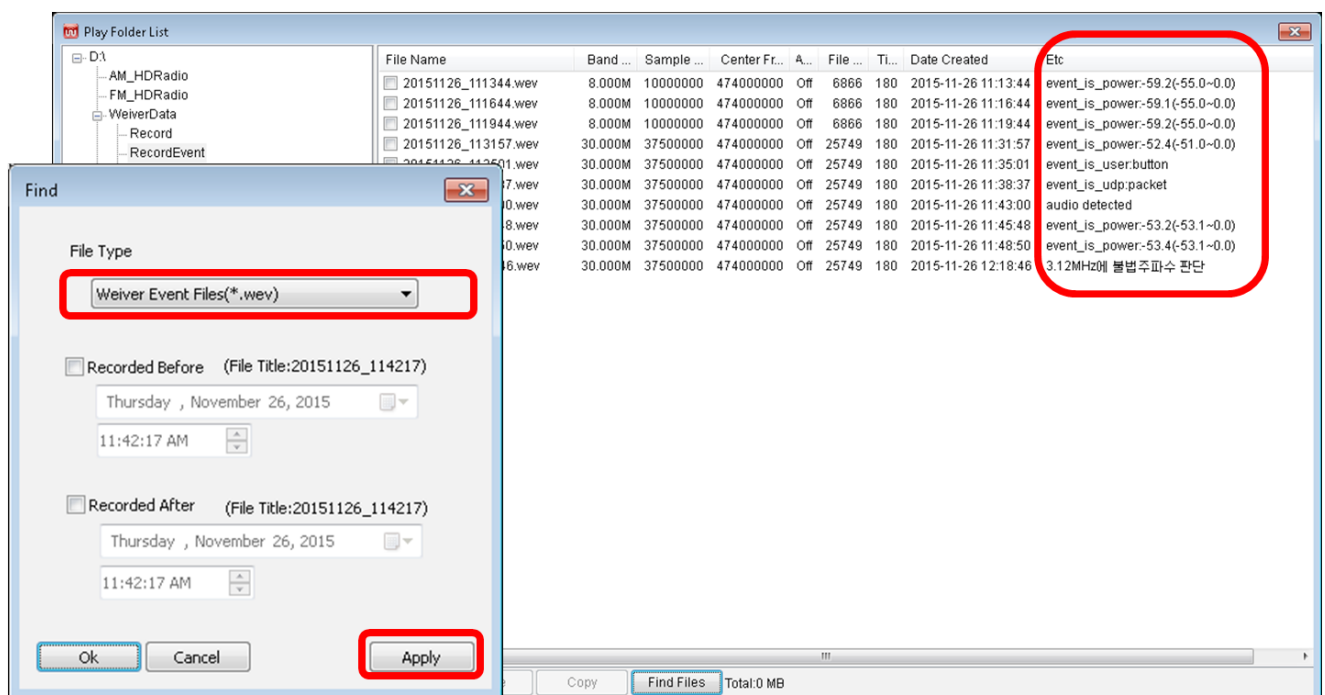 Play Folder List
D:\
AM_HDRadio
FM_HDRadio
WeiverData
Record
RecordEvent
File Name Band ... Sample ... Center Fr... A... File ... Ti... Date Created Etc
20151126_111344.wev 8.000M 10000000 474000000 Off 6866 180 2015-11-26 11:13:44 event_is_power:-59.2(-55.0~0.0)
20151126_111644.wev 8.000M 10000000 474000000 Off 6866 180 2015-11-26 11:16:44 event_is_power:-59.1(-55.0~0.0)
20151126_111944.wev 8.000M 10000000 474000000 Off 6866 180 2015-11-26 11:19:44 event_is_power:-59.2(-55.0~0.0)
20151126_113157.wev 30.000M 37500000 474000000 Off 25749 180 2015-11-26 11:31:57 event_is_power:-52.4(-51.0~0.0)
20151126_113501.wev 30.000M 37500000 474000000 Off 25749 180 2015-11-26 11:35:01 event_is_user:button
7.wev 30.000M 37500000 474000000 Off 25749 180 2015-11-26 11:38:37 event_is_udp:packet
0.wev 30.000M 37500000 474000000 Off 25749 180 2015-11-26 11:43:00 audio detected
8.wev 30.000M 37500000 474000000 Off 25749 180 2015-11-26 11:45:48 event_is_power:-53.2(-53.1~0.0)
0.wev 30.000M 37500000 474000000 Off 25749 180 2015-11-26 11:48:50 event_is_power:-53.4(-53.1~0.0)
6.wev 30.000M 37500000 474000000 Off 25749 180 2015-11-26 12:18:46 3.12MHz에 불법주파수 판단
Find
File Type
Weiver Event Files(*.wev)
Recorded Before (File Title:20151126_114217)
Thursday , November 26, 2015
11:42:17 AM
Recorded After (File Title:20151126_114217)
Thursday , November 26, 2015
11:42:17 AM
Ok Cancel Apply
Copy Find Files Total:0 MB